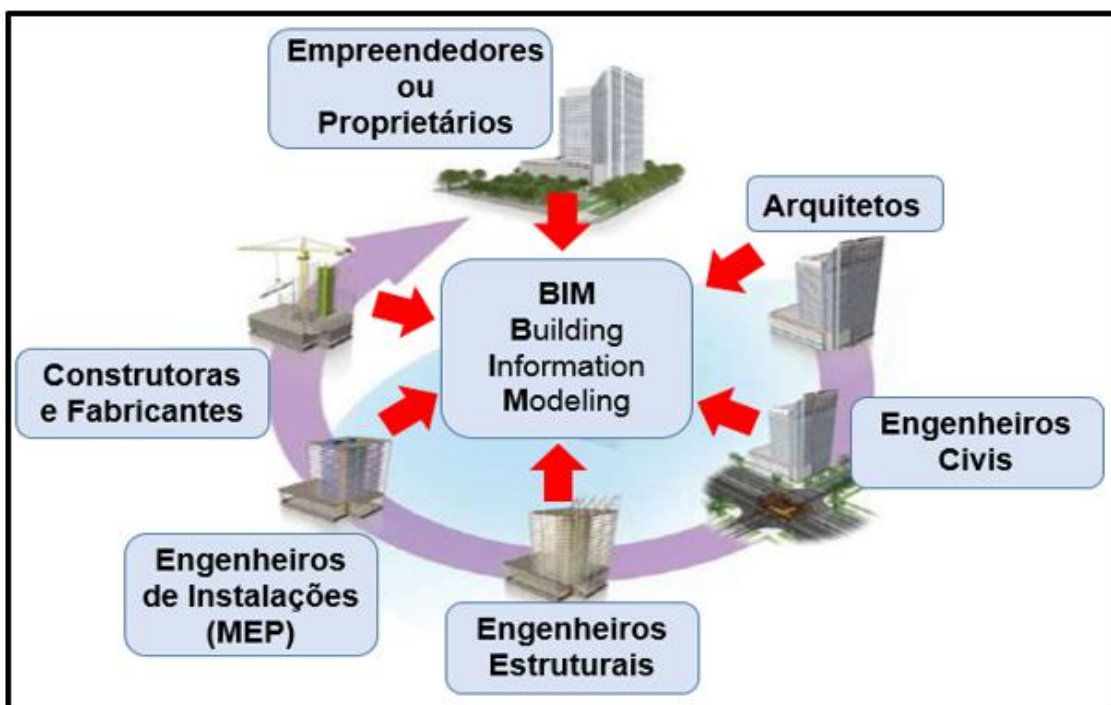 Empreendedores
ou
Proprietários
Arquitetos
BIM
Building
Information
Modeling
Construtoras
e Fabricantes
Engenheiros
Civis
Engenheiros
de Instalações
(MEP)
Engenheiros
Estruturais